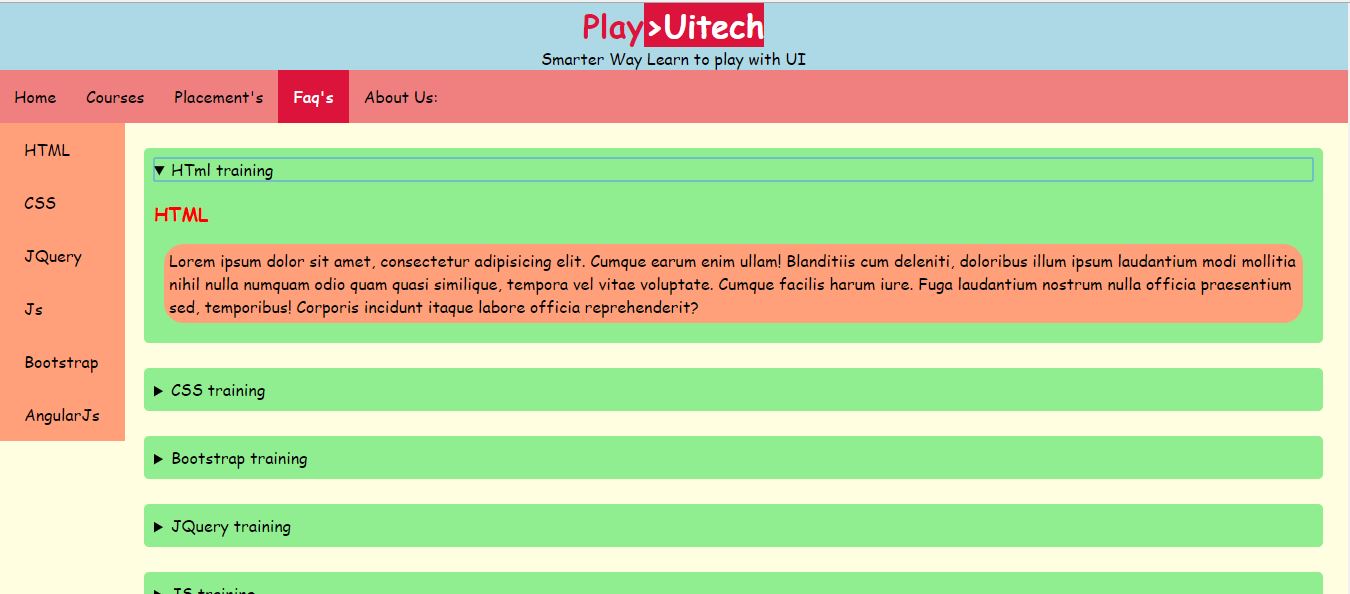 Play>Uitech
Smarter Way Learn to play with UI
Home Courses Placement's Faq's About Us:
HTML
CSS
JQuery
Js
Bootstrap
AngularJs
HTml training
HTML
Lorem ipsum dolor sit amet, consectetur adipisicing elit. Cumque earum enim ullam! Blanditiis cum deleniti, doloribus illum ipsum laudantium modi mollitia
nihil nulla numquam odio quam quasi similique, tempora vel vitae voluptate. Cumque facilis harum iure. Fuga laudantium nostrum nulla officia praesentium
sed, temporibus! Corporis incidunt itaque labore officia reprehenderit?
CSS training
Bootstrap training
JQuery training
JS training